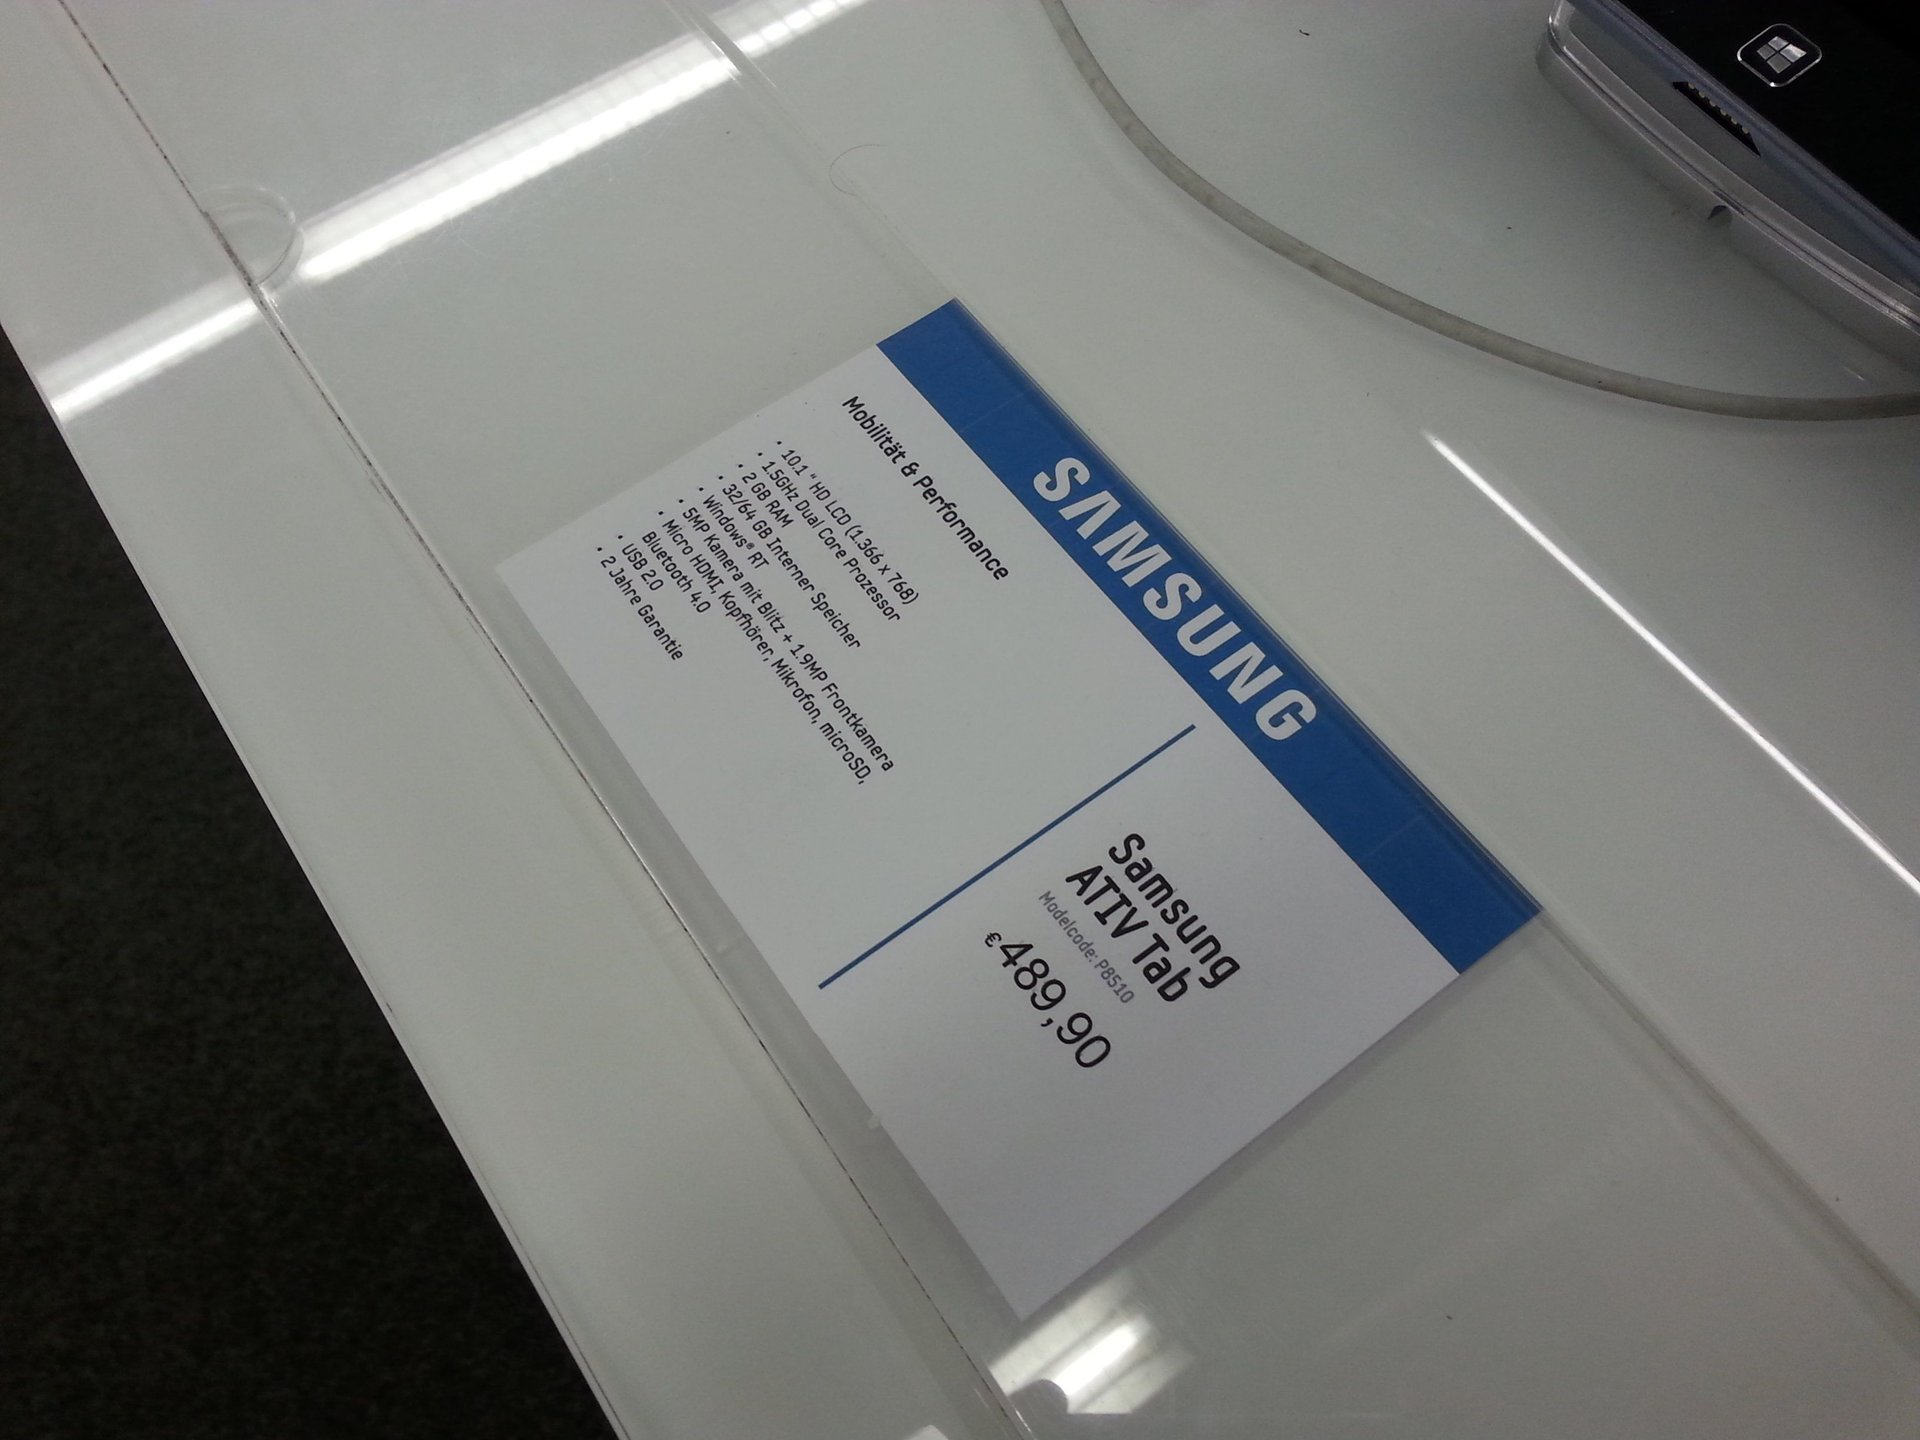 SAMSUNG
Mobilität & Performance
• 10.1 " HD LCD (1.366 x 768)
• 1.5GHz Dual Core Prozessor
• 2 GB RAM
• 32/64 GB Interner Speicher
• Windows® RT
• 5MP Kamera mit Blitz + 1.9MP Frontkamera
• Micro HDMI, Kopfhörer, Mikrofon, microSD,
Bluetooth 4.0
• USB 2.0
• 2 Jahre Garantie
Samsung
ATIV Tab
Modelcode: P8510
€ 489,90